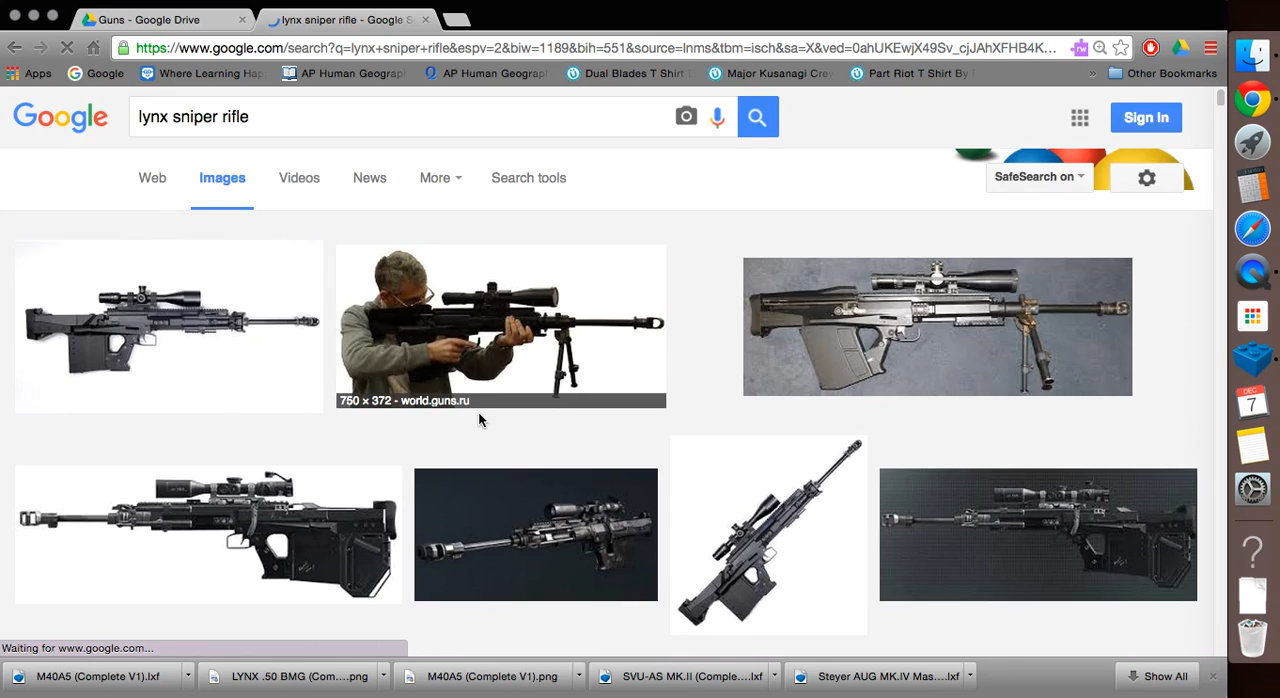 Guns - Google Drive
lynx sniper rifle - Google S
https://www.google.com/search?q=lynx+sniper+rifle&espv=2&biw=1189&bih=551&source=lnms&tbm=isch&sa=X&ved=0ahUKEwjX49Sv_cjJAhXFHB4K...
Apps
Google
Where Learning Hap
AP Human Geograp
AP Human Geograp
Dual Blades T Shirt
Major Kusanagi Crew
Part Riot T Shirt By
»
Other Bookmarks
Google
lynx sniper rifle
Sign In
Web
Images
Videos
News
More
Search tools
SafeSearch on
750 × 372 - world.guns.ru
DEC
7
Waiting for www.google.com...
M40A5 (Complete V1).lxf
LYNX .50 BMG (Com....png
M40A5 (Complete V1).png
SVU-AS MK.II (Comple....lxf
Steyer AUG MK.IV Mas....lxf
Show All